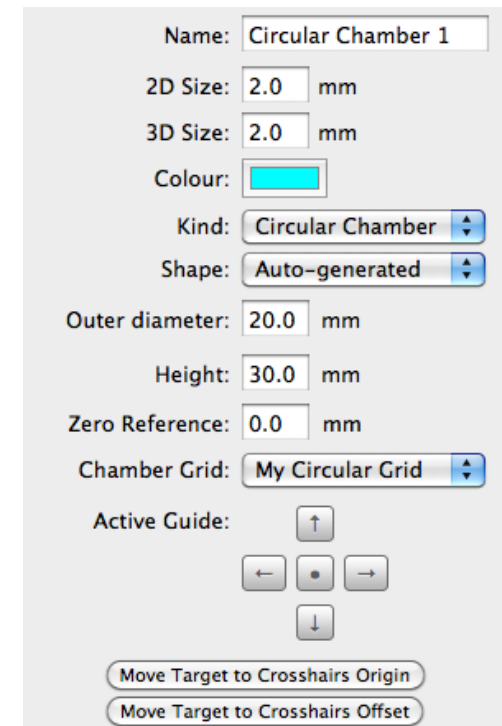 Name: Circular Chamber 1
2D Size: 2.0 mm
3D Size: 2.0 mm
Colour:
Kind: Circular Chamber
Shape: Auto-generated
Outer diameter: 20.0 mm
Height: 30.0 mm
Zero Reference: 0.0 mm
Chamber Grid: My Circular Grid
Active Guide: ↑
← • →
↓
Move Target to Crosshairs Origin
Move Target to Crosshairs Offset